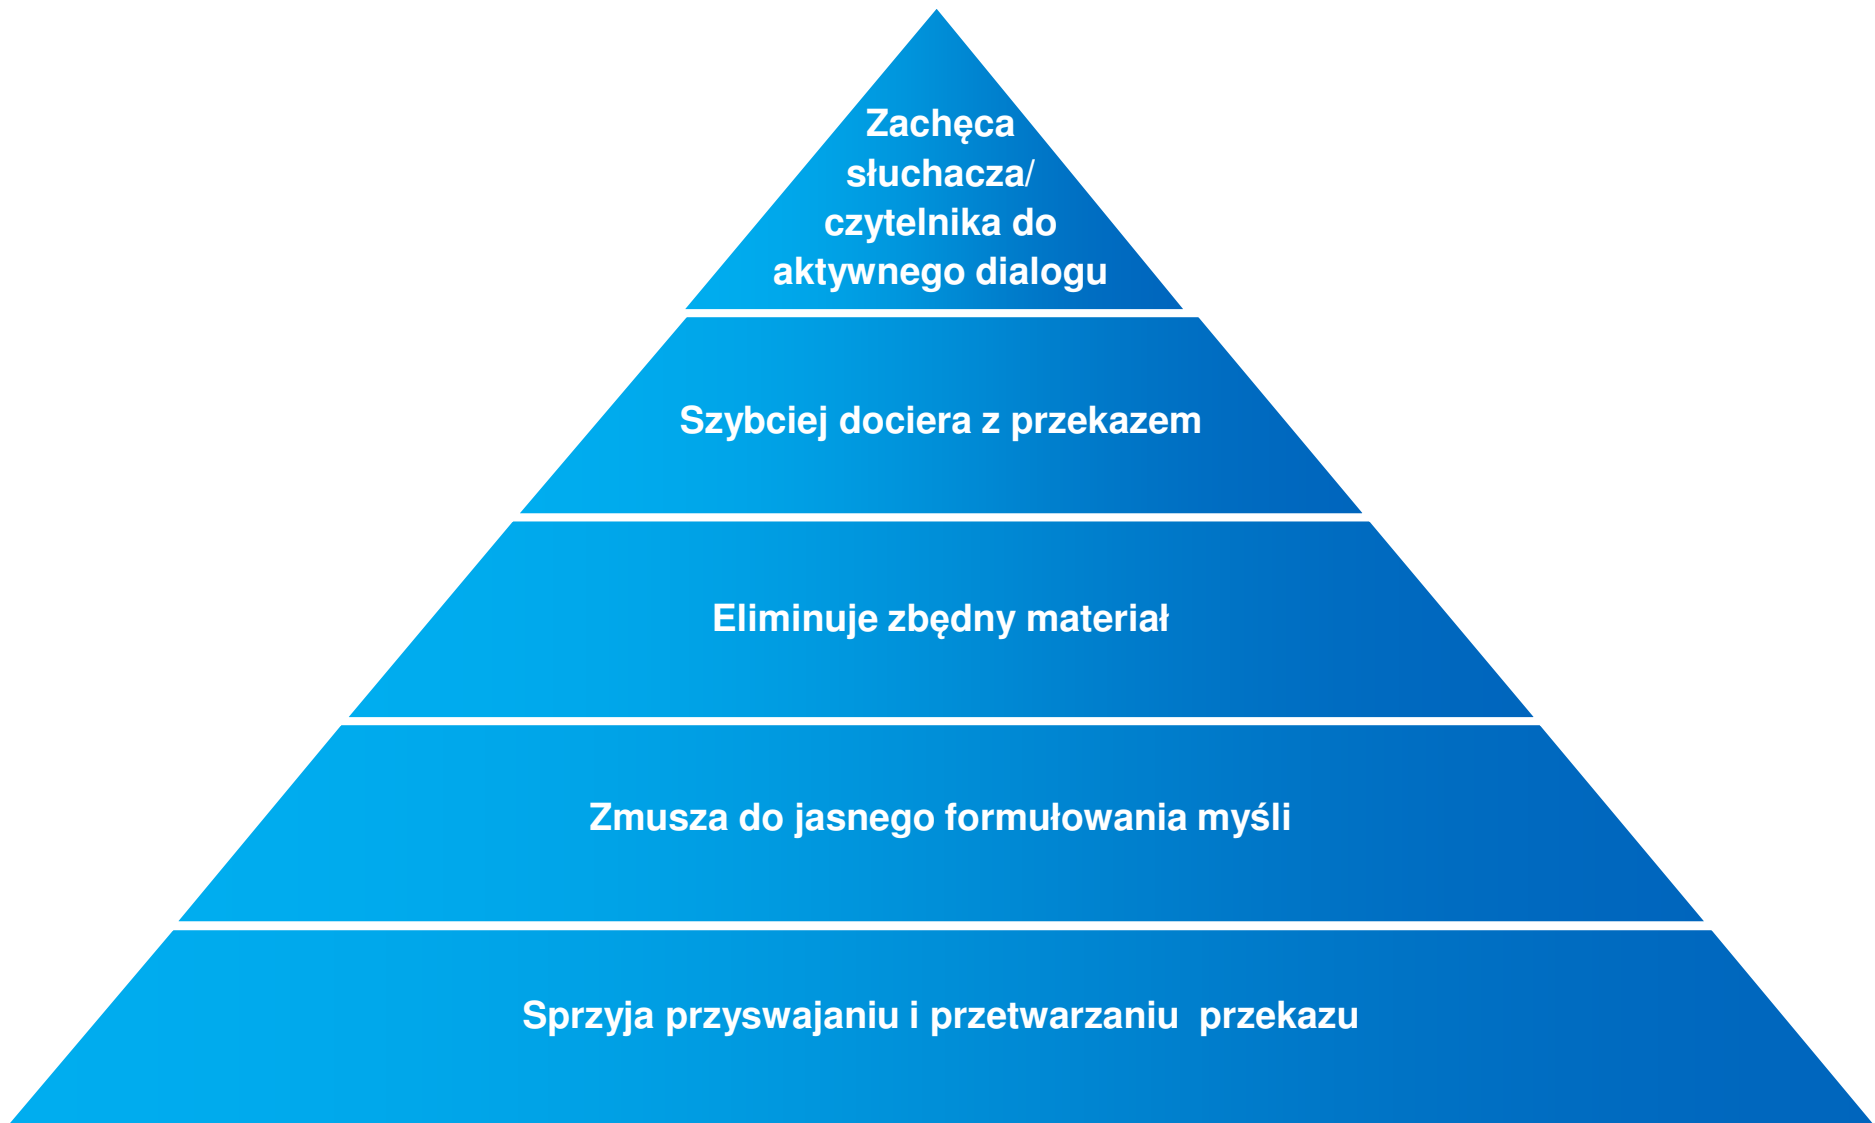 Zachęca
słuchacza/
czytelnika do
aktywnego dialogu
Szybciej dociera z przekazem
Eliminuje zbędny materiał
Zmusza do jasnego formułowania myśli
Sprzyja przyswajaniu i przetwarzaniu  przekazu